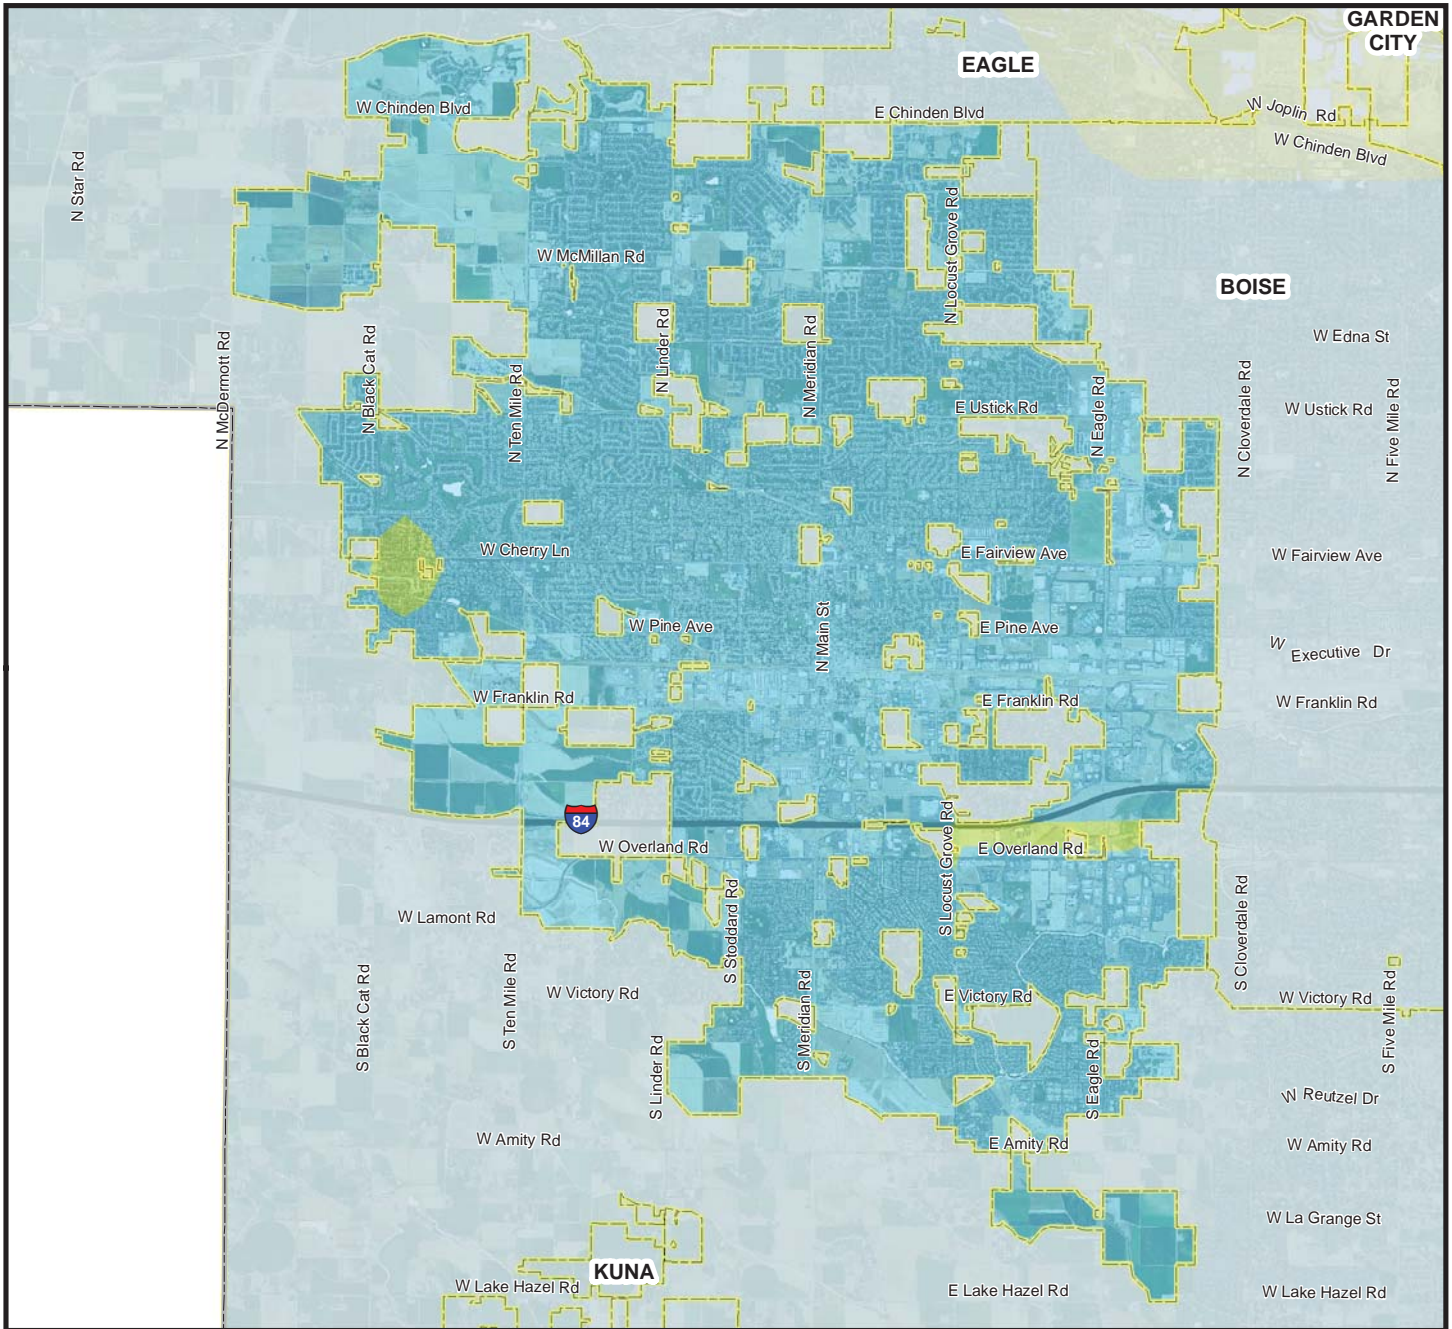 GARDEN
CITY
EAGLE
W Chinden Blvd
E Chinden Blvd
W Joplin Rd
W Chinden Blvd
N Star Rd
N Locust Grove Rd
W McMillan Rd
BOISE
N McDermott Rd
N Black Cat Rd
N Ten Mile Rd
N Linder Rd
N Meridian Rd
W Edna St
E Ustick Rd
N Eagle Rd
N Cloverdale Rd
W Ustick Rd
N Five Mile Rd
W Cherry Ln
E Fairview Ave
W Fairview Ave
W Pine Ave
N Main St
E Pine Ave
W Executive Dr
W Franklin Rd
E Franklin Rd
W Franklin Rd
84
W Overland Rd
S Locust Grove Rd
E Overland Rd
W Lamont Rd
S Stoddard Rd
S Cloverdale Rd
S Black Cat Rd
S Ten Mile Rd
W Victory Rd
S Meridian Rd
E Victory Rd
W Victory Rd
S Five Mile Rd
S Linder Rd
S Eagle Rd
W Reutzel Dr
W Amity Rd
E Amity Rd
W Amity Rd
W La Grange St
KUNA
W Lake Hazel Rd
E Lake Hazel Rd
W Lake Hazel Rd